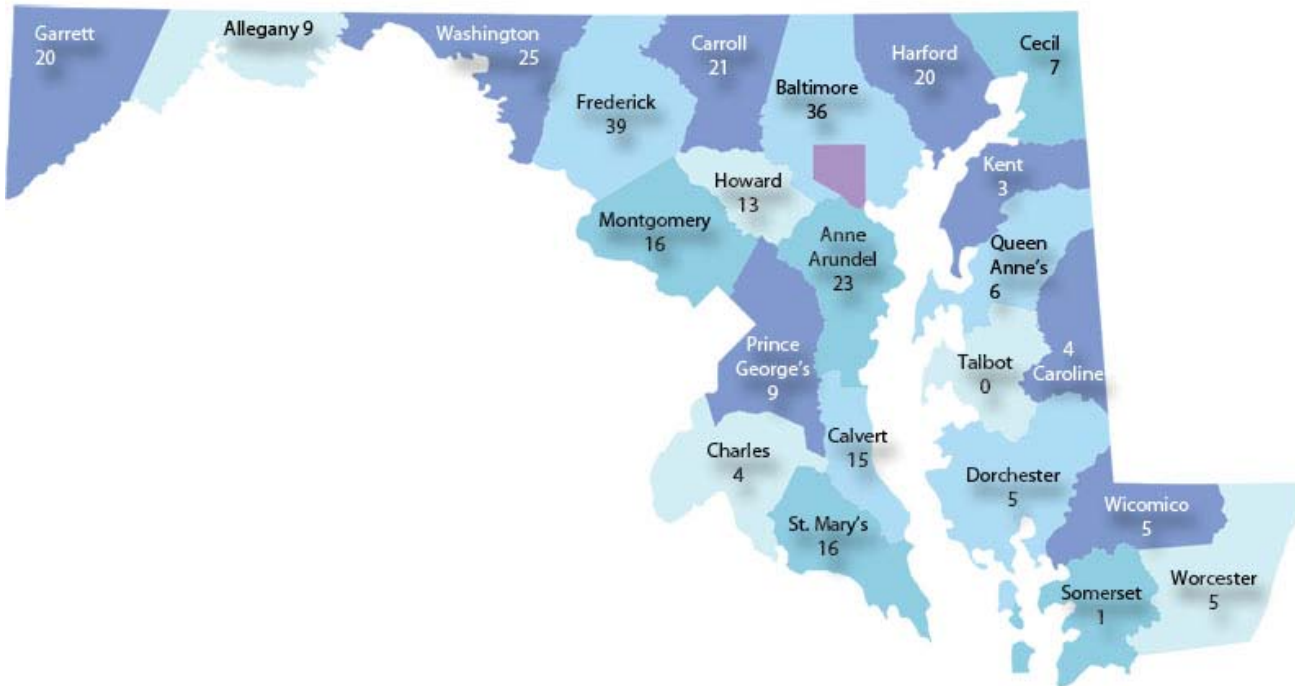 Garrett
20
Allegany 9
Washington
25
Frederick
39
Carroll
21
Baltimore
36
Harford
20
Cecil
7
Howard
13
Montgomery
16
Anne
Arundel
23
Kent
3
Queen
Anne's
6
Prince
George's
9
Talbot
0
4
Caroline
Charles
4
Calvert
15
St. Mary's
16
Dorchester
5
Wicomico
5
Somerset
1
Worcester
5